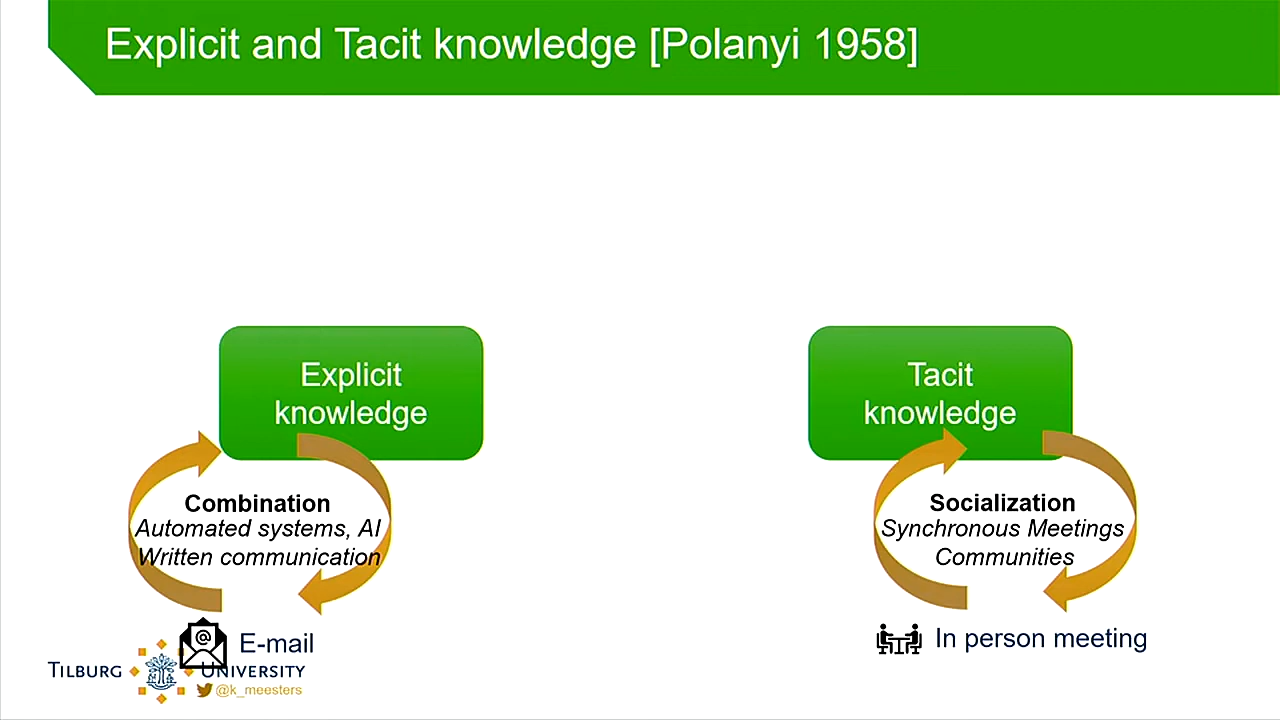 Explicit and Tacit knowledge [Polanyi 1958]
Explicit
knowledge
Combination
Automated systems, AI
Written communication
E-mail
Tacit
knowledge
Socialization
Synchronous Meetings
Communities
In person meeting
TILBURG UNIVERSITY
@k_meesters